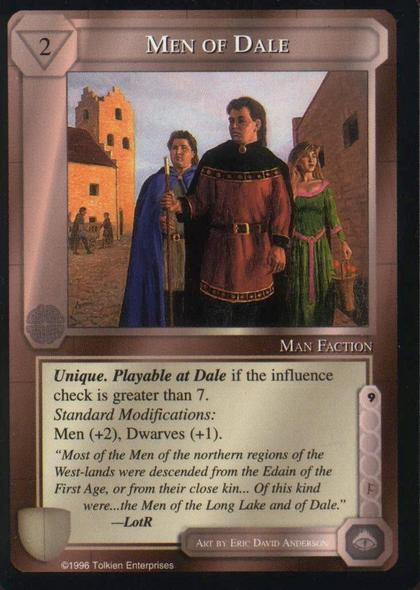 2
MEN OF DALE
MAN FACTION
Unique. Playable at Dale if the influence
check is greater than 7.
Standard Modifications:
Men (+2), Dwarves (+1).
"Most of the Men of the northern regions of the
West-lands were descended from the Edain of the
First Age, or from their close kin... Of this kind
were...the Men of the Long Lake and of Dale."
—LotR
9
F
ART BY ERIC DAVID ANDERSON
©1996 Tolkien Enterprises